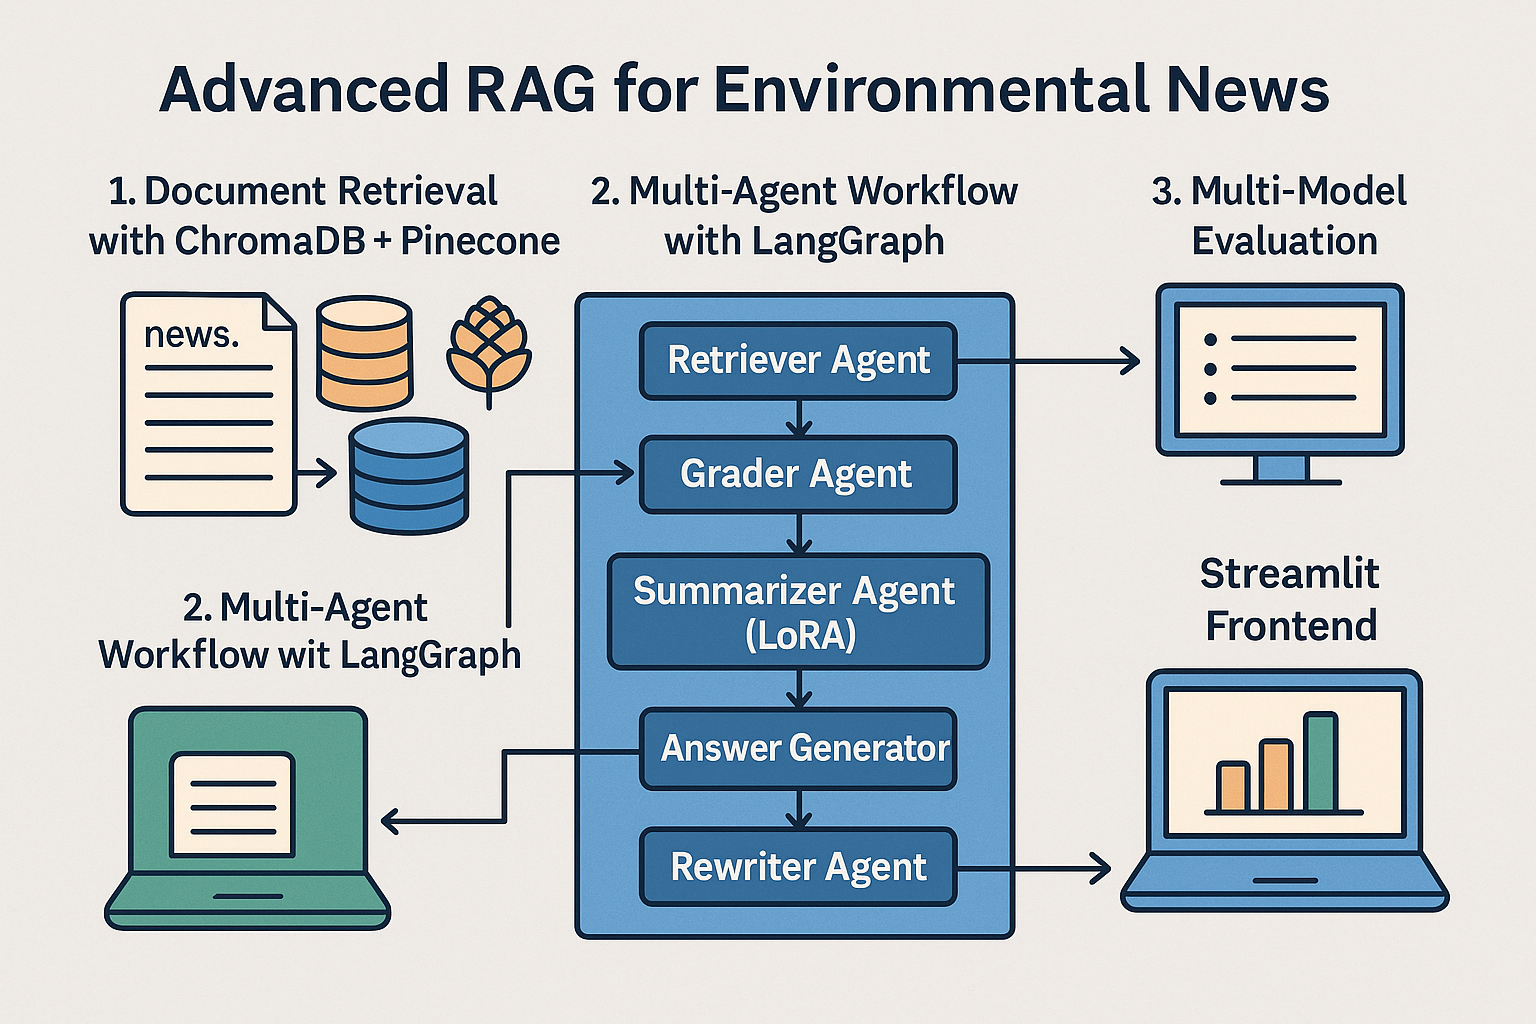 Advanced RAG for Environmental News
1. Document Retrieval
with ChromaDB + Pinecone
news.
2. Multi-Agent Workflow
with LangGraph
Retriever Agent
Grader Agent
Summarizer Agent
(LoRA)
Answer Generator
Rewriter Agent
3. Multi-Model
Evaluation
2. Multi-Agent
Workflow wit LangGraph
Streamlit
Frontend